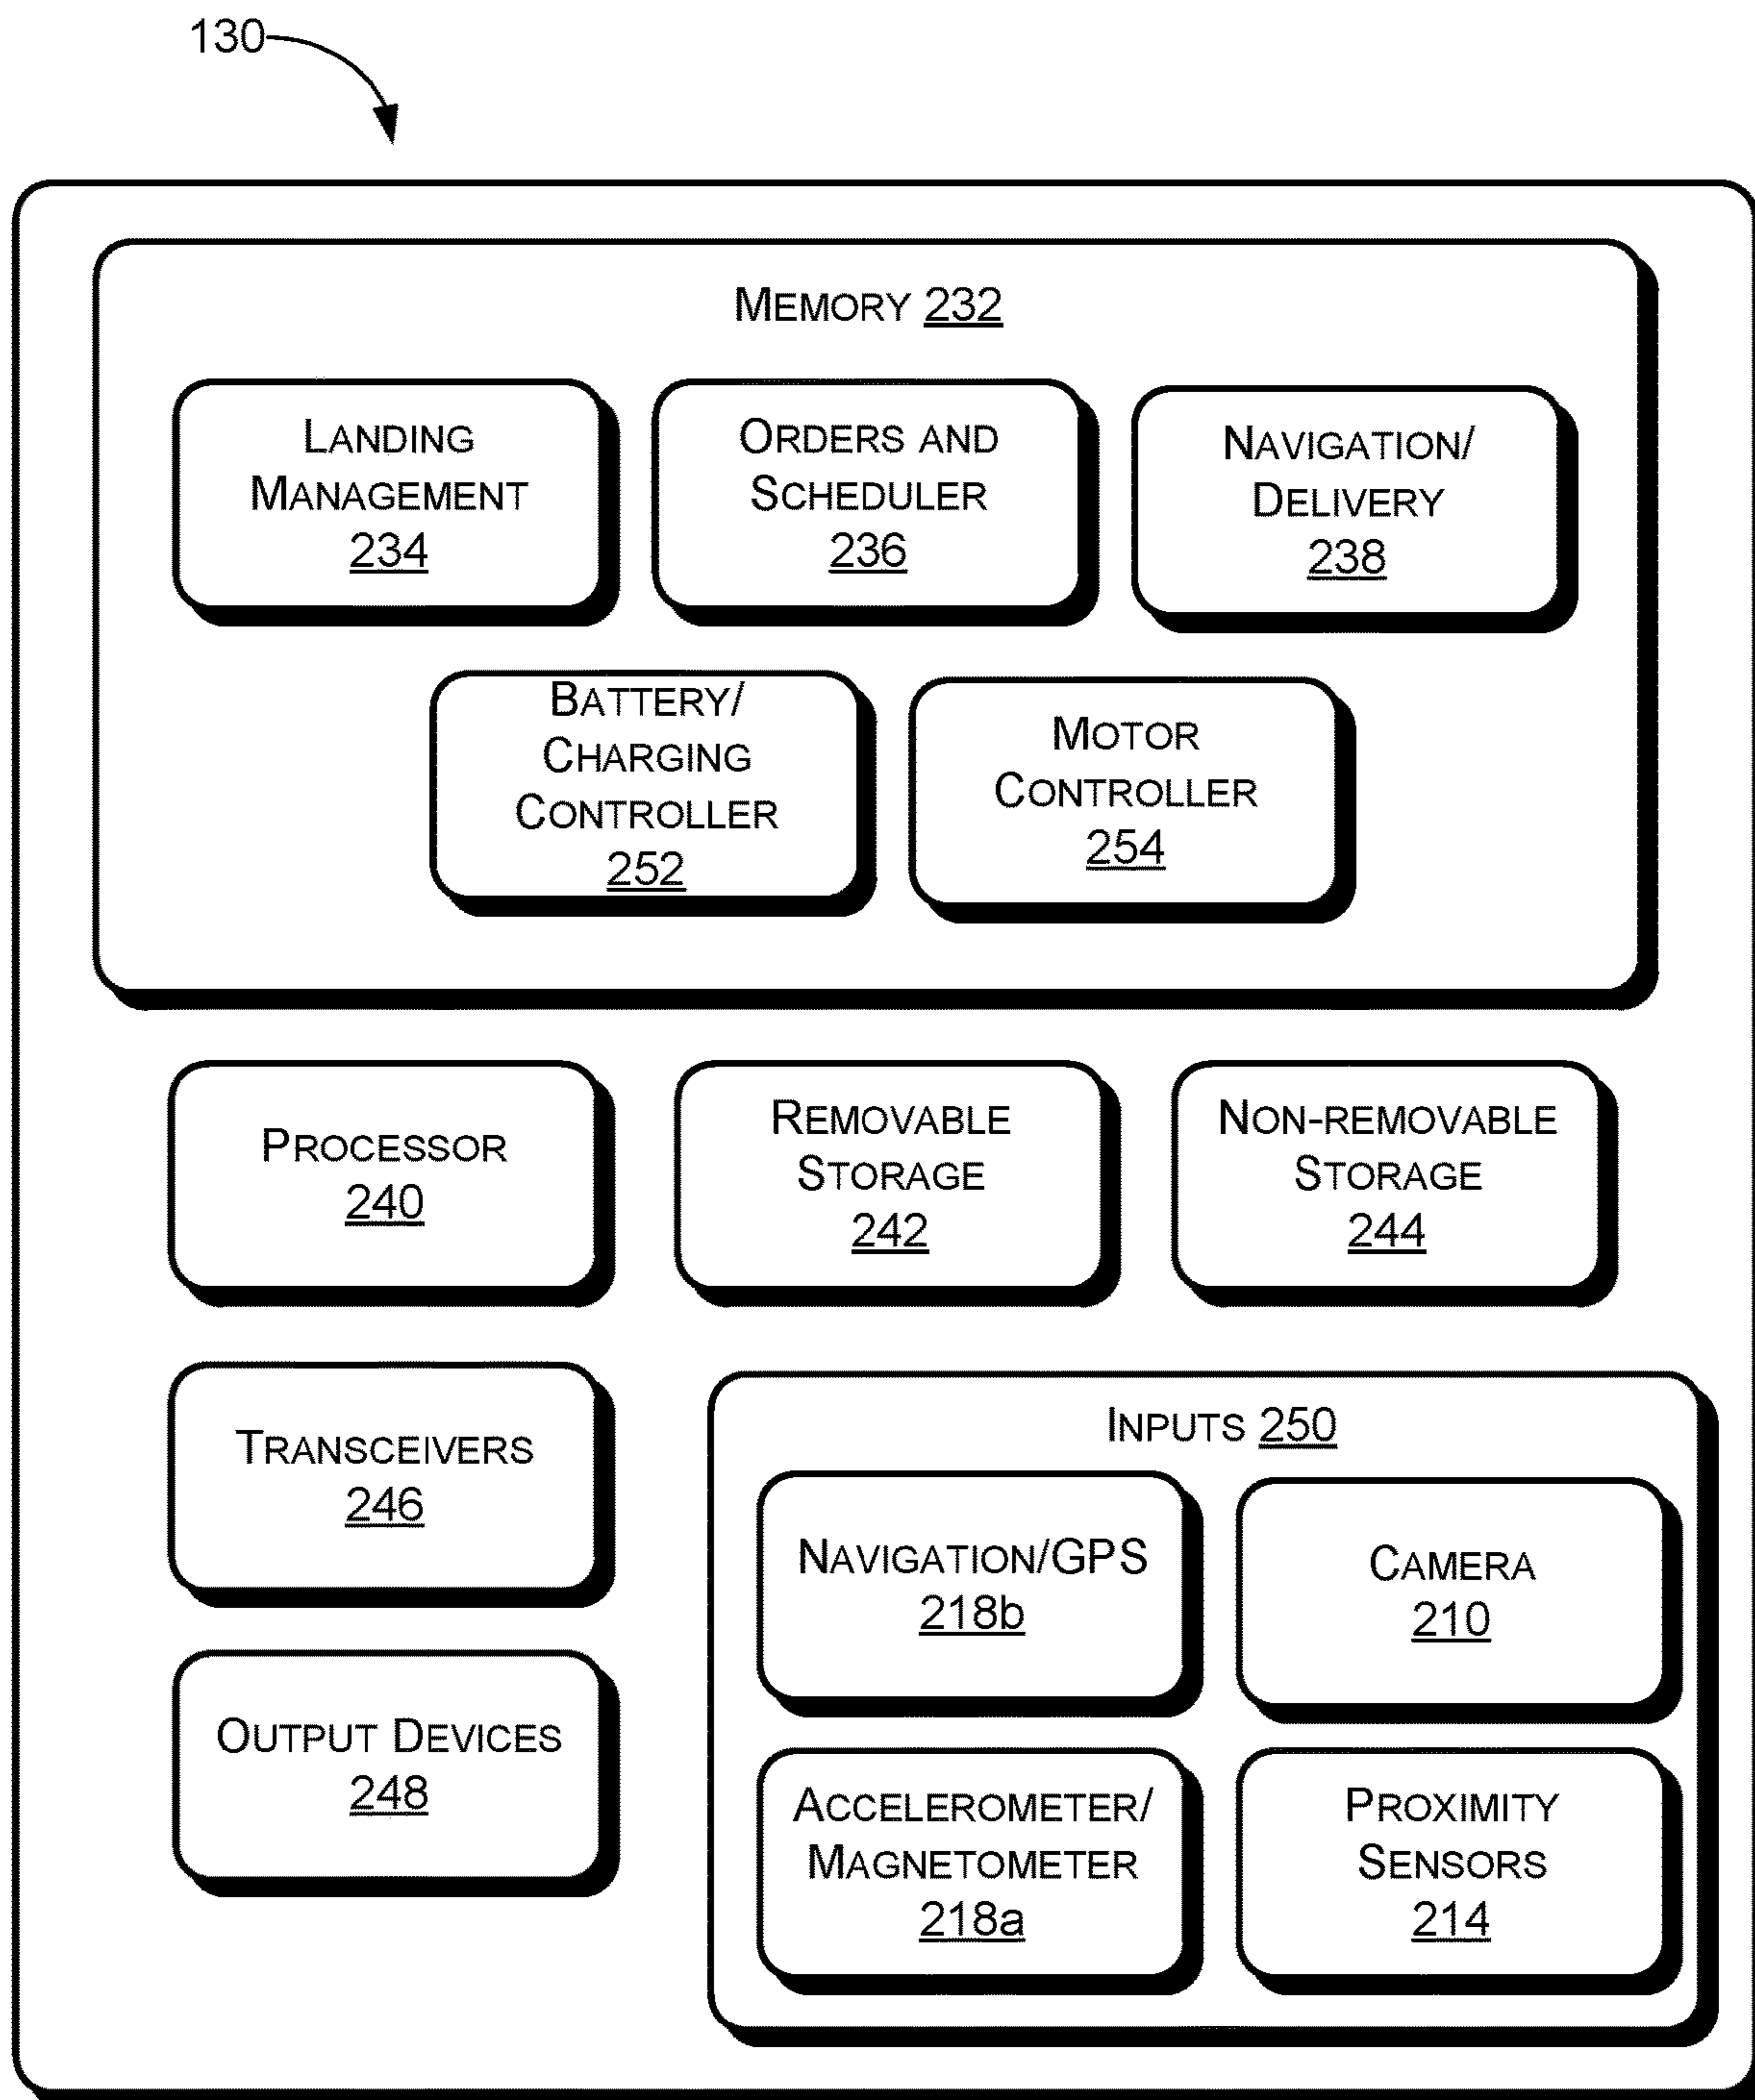 130
MEMORY 232
LANDING
MANAGEMENT
234
ORDERS AND
SCHEDULER
236
NAVIGATION/
DELIVERY
238
BATTERY/
CHARGING
CONTROLLER
252
MOTOR
CONTROLLER
254
PROCESSOR
240
REMOVABLE
STORAGE
242
NON-REMOVABLE
STORAGE
244
TRANSCEIVERS
246
OUTPUT DEVICES
248
INPUTS 250
NAVIGATION/GPS
218b
CAMERA
210
ACCELEROMETER/
MAGNETOMETER
218a
PROXIMITY
SENSORS
214